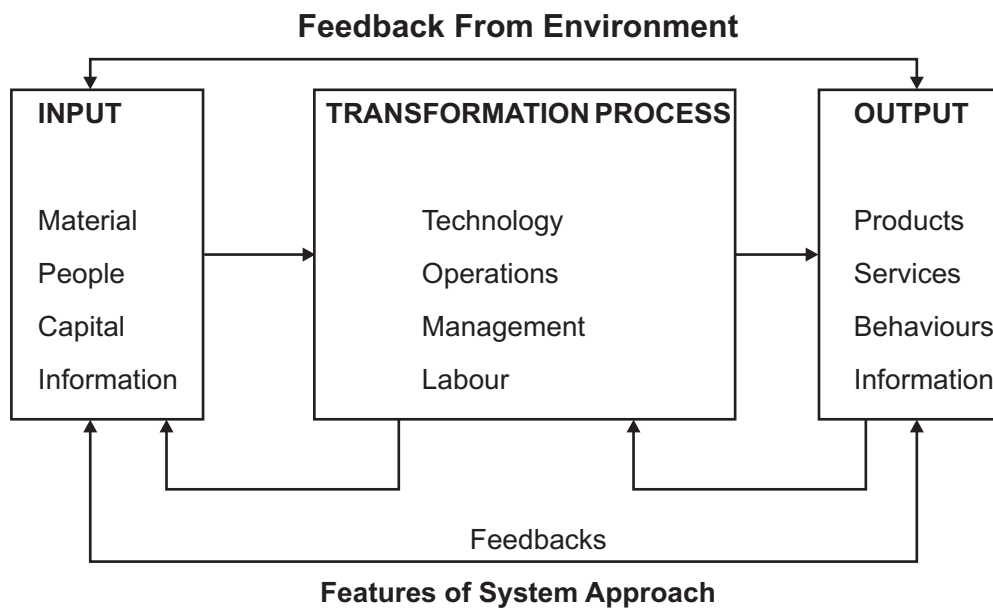 Feedback From Environment
INPUT
Material
People
Capital
Information
TRANSFORMATION PROCESS
Technology
Operations
Management
Labour
OUTPUT
Products
Services
Behaviours
Information
Feedbacks
Features of System Approach